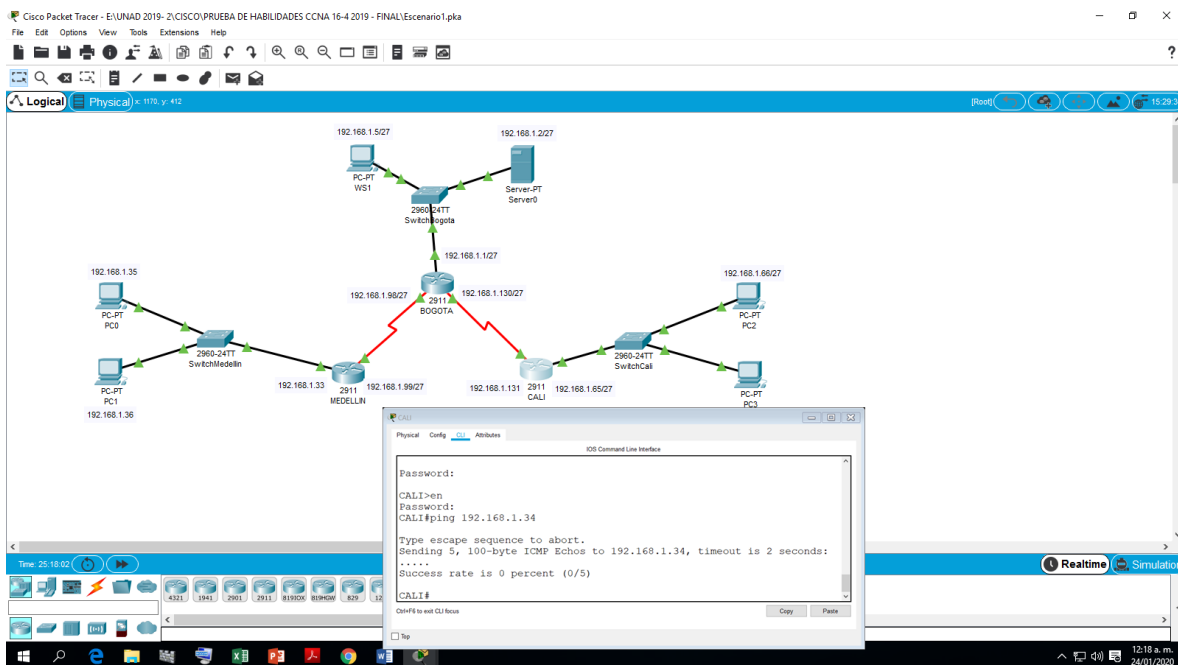 Cisco Packet Tracer - E:\UNAD 2019- 2\CISCO\PRUEBA DE HABILIDADES CCNA 16-4 2019 - FINAL\Escenario1.pka
File Edit Options View Tools Extensions Help
?
Logical Physical x: 1170, y: 412 [Root] 15:29:3
192.168.1.5/27
192.168.1.2/27
PC-PT
WS1
Server-PT
Server0
2960-24TT
SwitchBogota
192.168.1.1/27
192.168.1.35
192.168.1.66/27
192.168.1.98/27
192.168.1.130/27
2911
BOGOTA
PC-PT
PC0
PC-PT
PC2
2960-24TT
SwitchMedellin
2960-24TT
SwitchCali
192.168.1.33
2911
MEDELLIN
192.168.1.99/27
192.168.1.131
2911
CALI
192.168.1.65/27
PC-PT
PC1
PC-PT
PC3
192.168.1.36
CALI
Physical Config CLI Attributes
IOS Command Line Interface
Password:
CALI>en
Password:
CALI#ping 192.168.1.34
Type escape sequence to abort.
Sending 5, 100-byte ICMP Echos to 192.168.1.34, timeout is 2 seconds:
.....
Success rate is 0 percent (0/5)
CALI#
Ctrl+F6 to exit CLI focus
Copy Paste
Top
Time: 25:18:02
Realtime Simulation
4321 1941 2901 2911 819IOX 819HGW 829 12
12:18 a. m.
24/01/2020